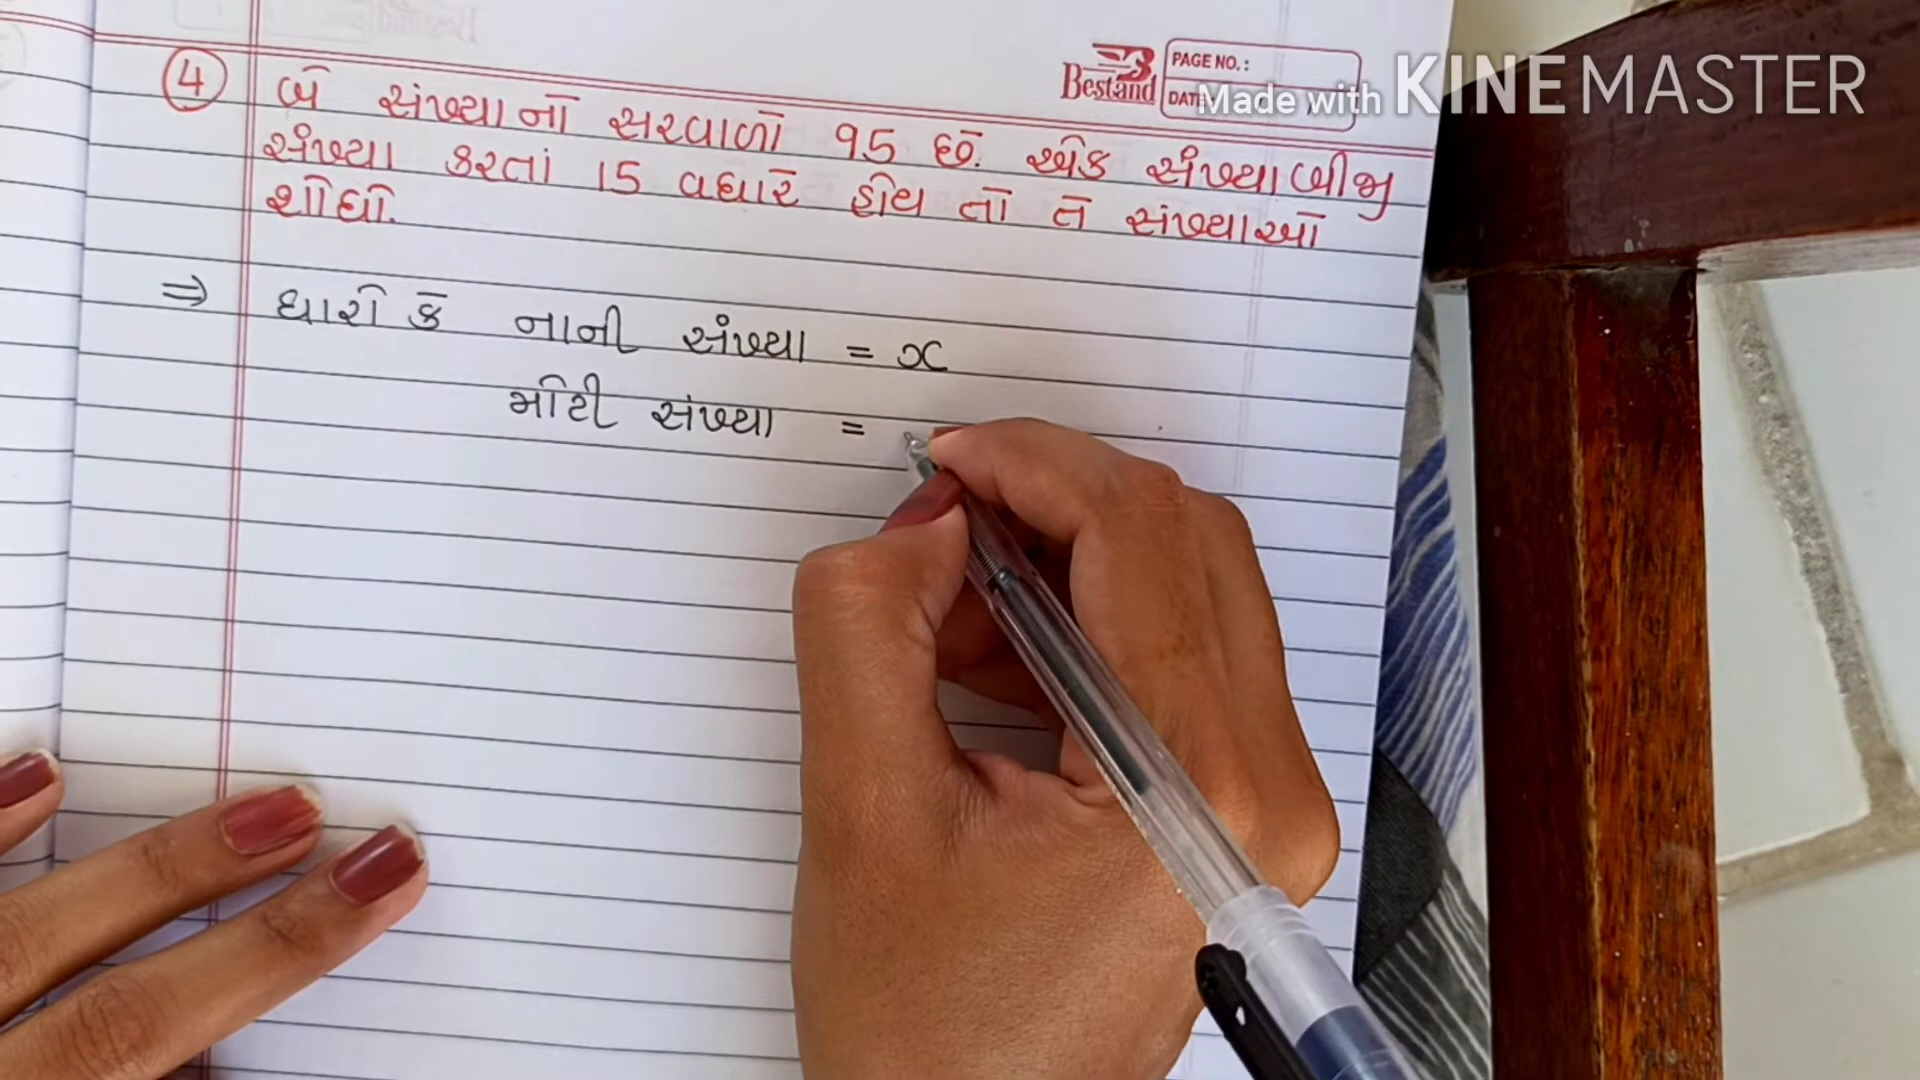 Bestand
PAGE NO.:
DATE:
Made with KINEMASTER
4 બે સંખ્યાનો સરવાળો 95 છે. એક સંખ્યા બીજી
સંખ્યા કરતાં 15 વધારે હોય તો તે સંખ્યાઓ
શોધો.
⇒ ધારો કે નાની સંખ્યા = x
મોટી સંખ્યા =